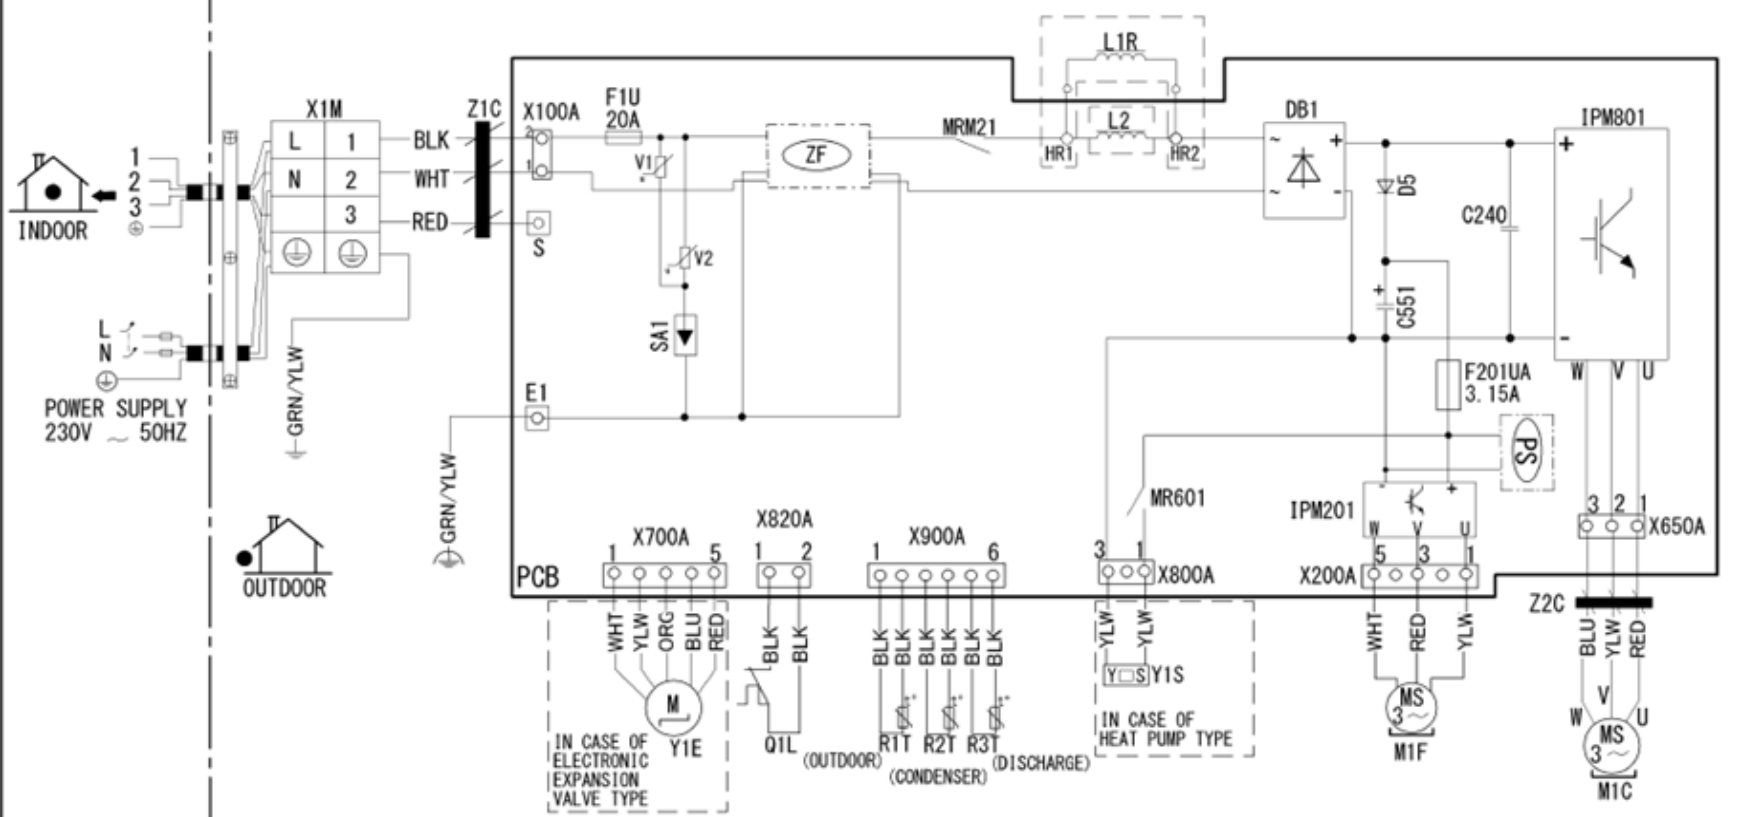 L1R
X1M
Z1C
X100A
F1U
20A
L2
DB1
IPM801
L
1
BLK
2
V1
ZF
MRM21
HR1
HR2
~
+
~
-
+
1
2
3
INDOOR
N
2
WHT
1
3
RED
S
V2
D5
C240
+
C551
SA1
-
L
N
POWER SUPPLY
230V ~ 50HZ
GRN/YLW
E1
W V U
F201UA
3.15A
PS
GRN/YLW
MR601
IPM201
-
+
W V U
3 2 1
X650A
OUTDOOR
PCB
X700A
1 5
X820A
1 2
X900A
1 6
3 1
X800A
5 3 1
X200A
Z2C
WHT
YLW
ORG
BLU
RED
BLK
BLK
BLK
BLK
BLK
BLK
BLK
BLK
YLW
YLW
WHT
RED
YLW
BLU
YLW
RED
M
Y1E
IN CASE OF
ELECTRONIC
EXPANSION
VALVE TYPE
Q1L
R1T
R2T
R3T
(OUTDOOR)
(CONDENSER)
(DISCHARGE)
Y S
Y1S
IN CASE OF
HEAT PUMP TYPE
MS
3 ~
M1F
W
V
U
MS
3 ~
M1C